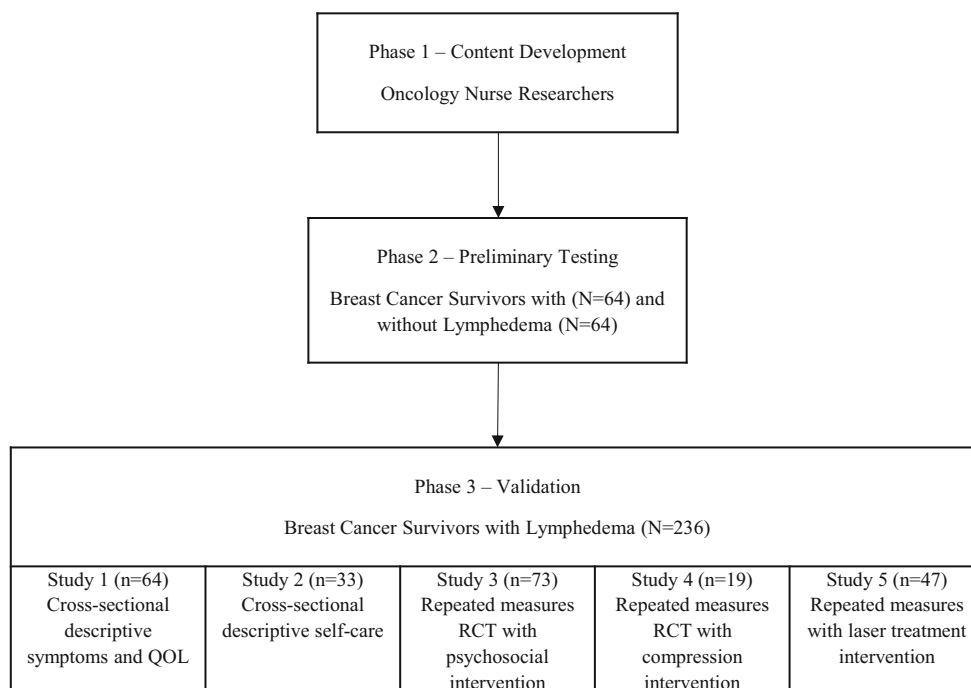 Phase 1 – Content Development
Oncology Nurse Researchers
Phase 2 – Preliminary Testing
Breast Cancer Survivors with (N=64) and
without Lymphedema (N=64)
Phase 3 – Validation
Breast Cancer Survivors with Lymphedema (N=236)
Study 1 (n=64)
Cross-sectional
descriptive
symptoms and QOL
Study 2 (n=33)
Cross-sectional
descriptive self-care
Study 3 (n=73)
Repeated measures
RCT with
psychosocial
intervention
Study 4 (n=19)
Repeated measures
RCT with
compression
intervention
Study 5 (n=47)
Repeated measures
with laser treatment
intervention